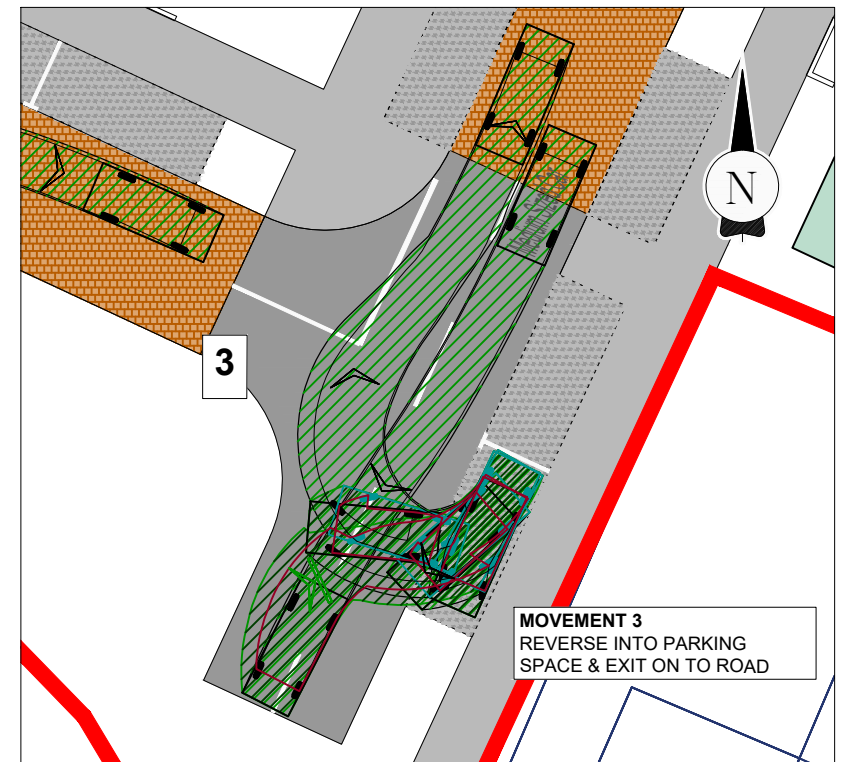 N
3
MOVEMENT 3
REVERSE INTO PARKING
SPACE & EXIT ON TO ROAD